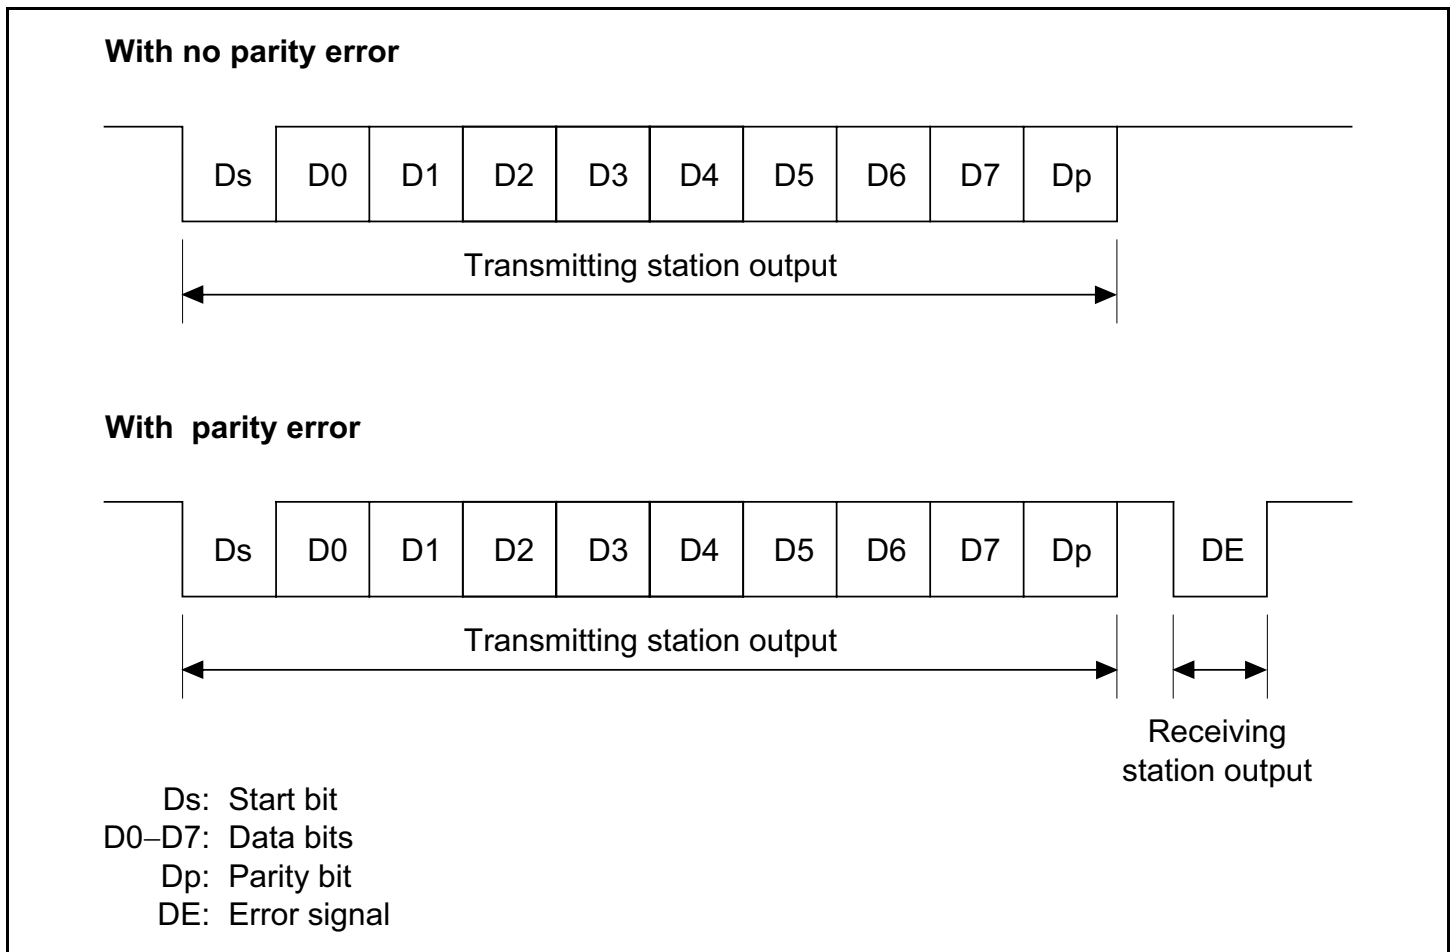 With no parity error
Ds D0 D1 D2 D3 D4 D5 D6 D7 Dp
Transmitting station output
With parity error
Ds D0 D1 D2 D3 D4 D5 D6 D7 Dp DE
Transmitting station output
Receiving
station output
Ds: Start bit
D0–D7: Data bits
Dp: Parity bit
DE: Error signal